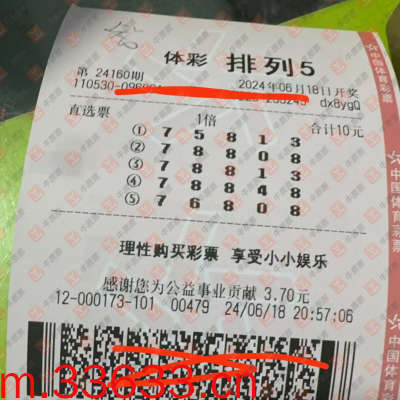 体彩 排列5
第 24160期 2024年06月18日开奖
110530- dx8ygQ
直选票 1倍 合计10元
① 7 5 8 1 3
② 7 8 8 0 8
③ 7 8 8 1 3
④ 7 8 8 4 8
⑤ 7 6 8 0 8
理性购买彩票 享受小小娱乐
感谢您为公益事业贡献 3.70元
12-000173-101 00479 24/06/18 20:57:06
m.33633.cn
中国体育彩票
中国体育彩票